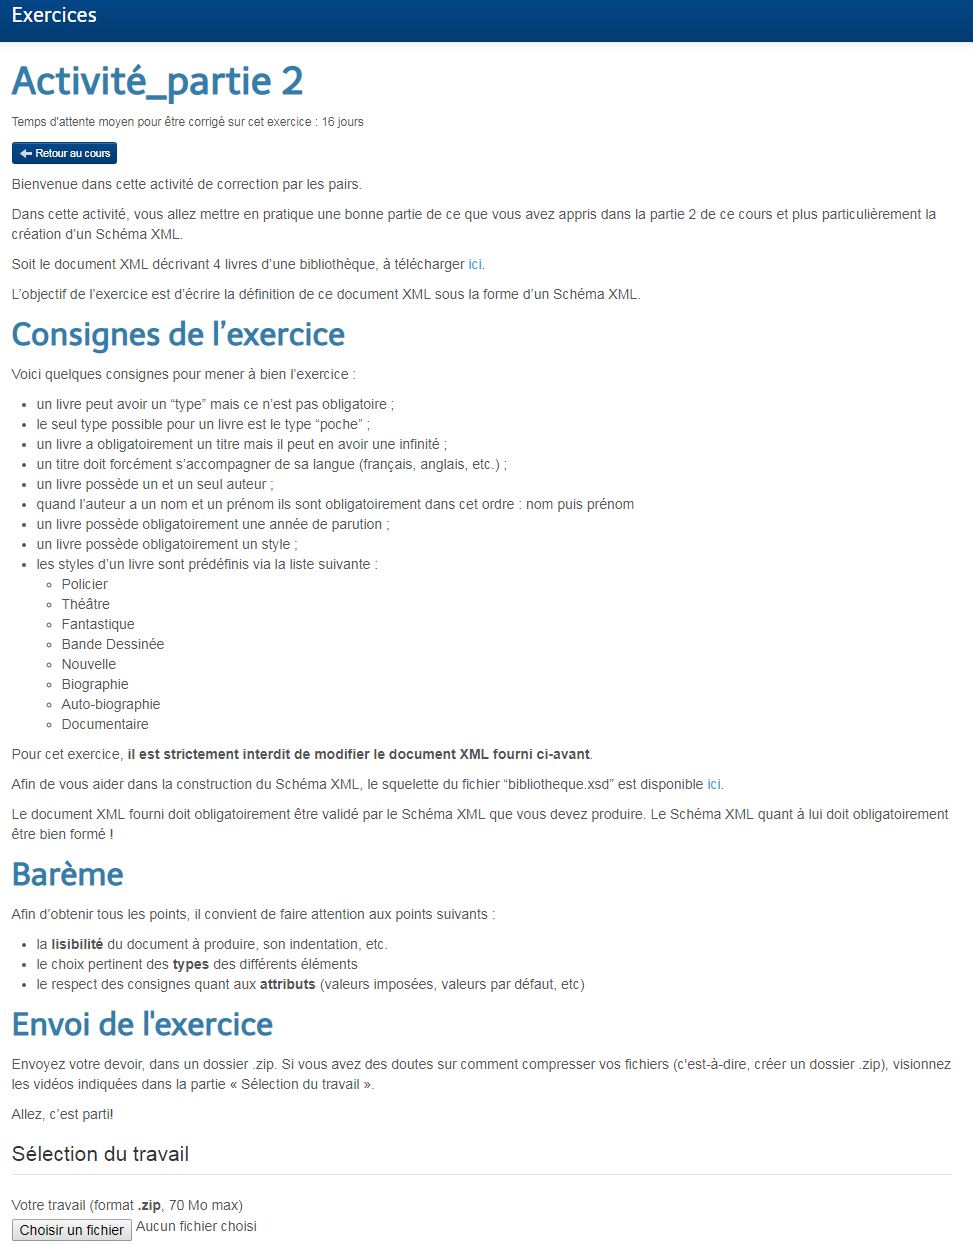 Exercices
Activité_partie 2
Temps d'attente moyen pour être corrigé sur cet exercice : 16 jours
Retour au cours
Bienvenue dans cette activité de correction par les pairs.
Dans cette activité, vous allez mettre en pratique une bonne partie de ce que vous avez appris dans la partie 2 de ce cours et plus particulièrement la
création d’un Schéma XML.
Soit le document XML décrivant 4 livres d’une bibliothèque, à télécharger ici.
L’objectif de l’exercice est d’écrire la définition de ce document XML sous la forme d’un Schéma XML.
Consignes de l’exercice
Voici quelques consignes pour mener à bien l’exercice :
un livre peut avoir un “type” mais ce n’est pas obligatoire ;
le seul type possible pour un livre est le type “poche” ;
un livre a obligatoirement un titre mais il peut en avoir une infinité ;
un titre doit forcément s’accompagner de sa langue (français, anglais, etc.) ;
un livre possède un et un seul auteur ;
quand l’auteur a un nom et un prénom ils sont obligatoirement dans cet ordre : nom puis prénom
un livre possède obligatoirement une année de parution ;
un livre possède obligatoirement un style ;
les styles d’un livre sont prédéfinis via la liste suivante :
Policier
Théâtre
Fantastique
Bande Dessinée
Nouvelle
Biographie
Auto-biographie
Documentaire
Pour cet exercice, il est strictement interdit de modifier le document XML fourni ci-avant.
Afin de vous aider dans la construction du Schéma XML, le squelette du fichier “bibliotheque.xsd” est disponible ici.
Le document XML fourni doit obligatoirement être validé par le Schéma XML que vous devez produire. Le Schéma XML quant à lui doit obligatoirement
être bien formé !
Barème
Afin d’obtenir tous les points, il convient de faire attention aux points suivants :
la lisibilité du document à produire, son indentation, etc.
le choix pertinent des types des différents éléments
le respect des consignes quant aux attributs (valeurs imposées, valeurs par défaut, etc)
Envoi de l'exercice
Envoyez votre devoir, dans un dossier .zip. Si vous avez des doutes sur comment compresser vos fichiers (c'est-à-dire, créer un dossier .zip), visionnez
les vidéos indiquées dans la partie « Sélection du travail ».
Allez, c’est parti!
Sélection du travail
Votre travail (format .zip, 70 Mo max)
Choisir un fichier Aucun fichier choisi